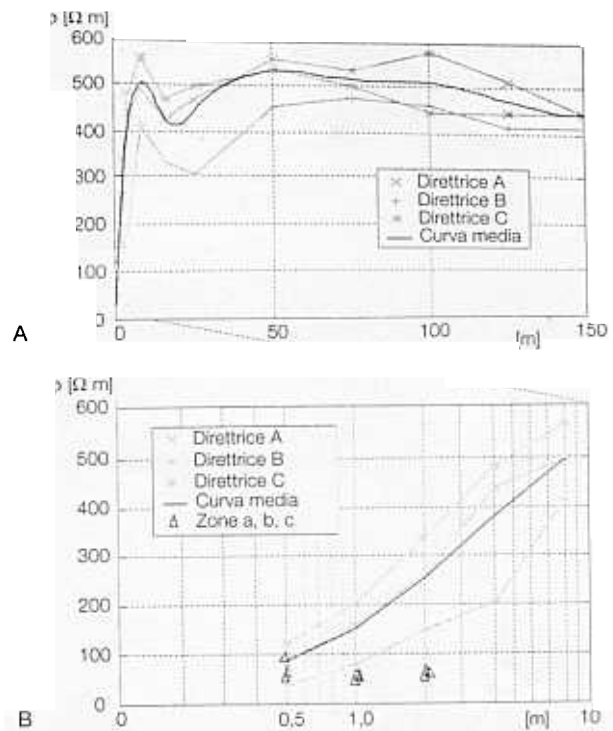 ρ [Ω m]
600
500
400
300
200
100
0
Direttrice A
Direttrice B
Direttrice C
Curva media
0 50 100 [m] 150
A
ρ [Ω m]
600
500
400
300
200
100
0
Direttrice A
Direttrice B
Direttrice C
Curva media
Zone a, b, c
B
0 0,5 1,0 [m] 10